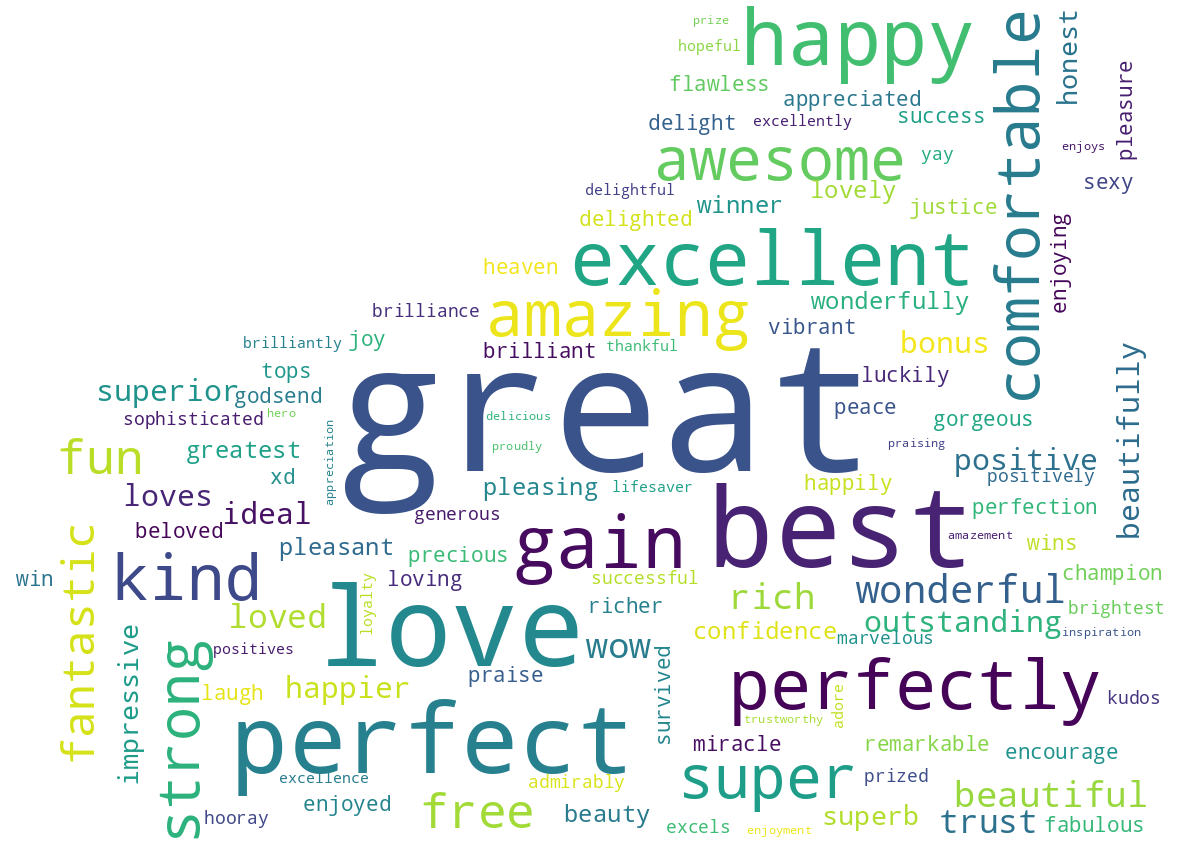 prize
happy
comfortable
honest
hopeful
flawless
pleasure
appreciated
delight
excellently
success
awesome
yay
enjoys
delightful
lovely
sexy
winner
justice
delighted
enjoying
excellent
heaven
amazing
wonderfully
brilliance
vibrant
brilliantly
joy
brilliant
thankful
bonus
beautifully
great
tops
luckily
superior
godsend
peace
sophisticated
hero
delicious
gorgeous
appreciation
proudly
praising
fun
greatest
positive
xd
positively
pleasing
lifesaver
happily
loves
best
ideal
generous
perfection
beloved
gain
amazement
fantastic
pleasant
precious
wins
win
kind
loving
successful
champion
loyalty
love
rich
wonderful
richer
brightest
loved
outstanding
confidence
marvelous
inspiration
impressive
strong
positives
wow
survived
praise
perfectly
laugh
happier
adore
kudos
perfect
trustworthy
miracle
remarkable
encourage
excellence
admirably
super
prized
enjoyed
free
beauty
superb
beautiful
hooray
excels
enjoyment
trust
fabulous